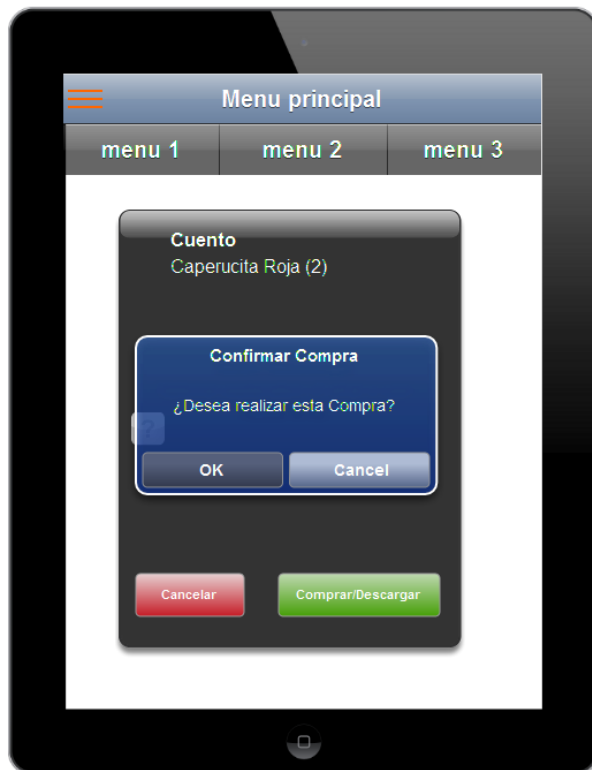 Menu principal
menu 1 menu 2 menu 3
Cuento
Caperucita Roja (2)
Confirmar Compra
¿Desea realizar esta Compra?
?
OK Cancel
Cancelar Comprar/Descargar